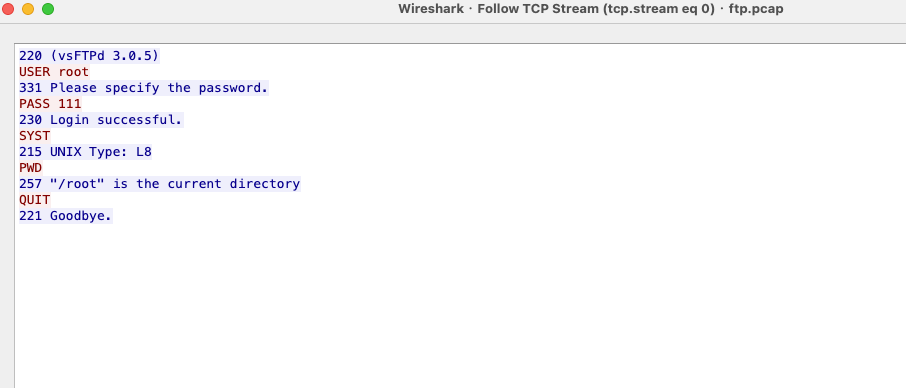 Wireshark · Follow TCP Stream (tcp.stream eq 0) · ftp.pcap
220 (vsFTPd 3.0.5)
USER root
331 Please specify the password.
PASS 111
230 Login successful.
SYST
215 UNIX Type: L8
PWD
257 "/root" is the current directory
QUIT
221 Goodbye.